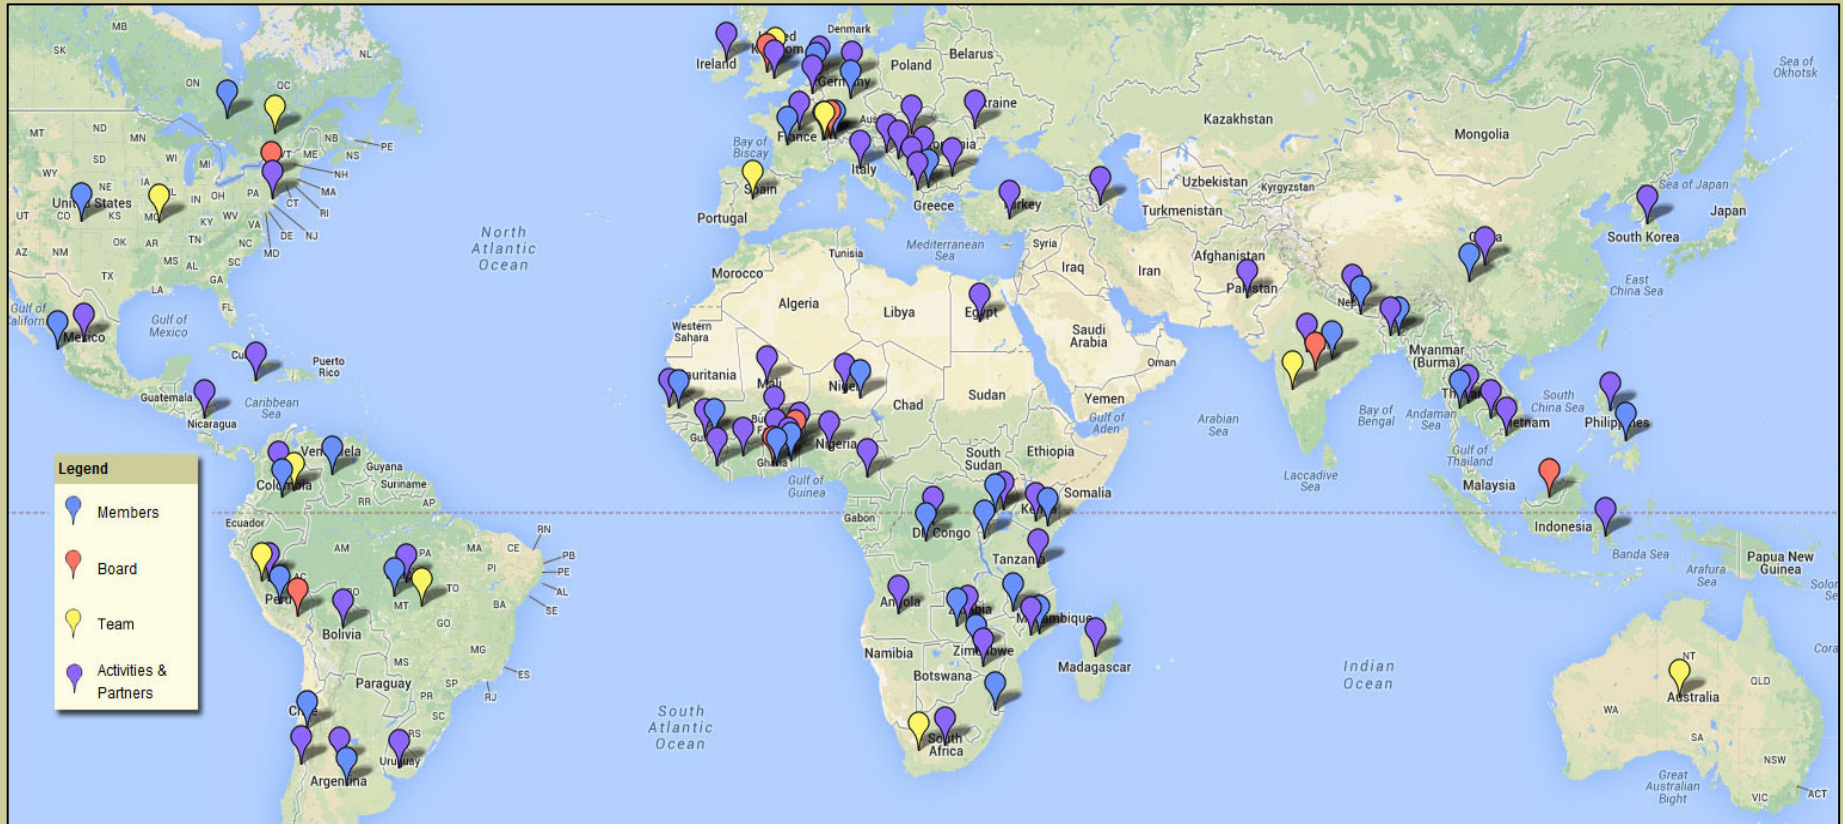 MB
SK
ON
QC
NL
MT
ND
MN
NB
PE
NS
SD
WI
MI
VT
ME
NH
MA
CT
RI
NE
IA
IN
OH
PA
United States
UT
CO
KS
MO
KY
WV
VA
DE
NJ
MD
AZ
NM
OK
AR
TN
NC
SC
MS
AL
GA
TX
LA
FL
Gulf of
California
Gulf of
Mexico
Mexico
Puerto
Rico
Guatemala
Caribbean
Sea
Nicaragua
Venezuela
Guyana
Suriname
Colombia
RR
AP
Ecuador
AM
PA
MA
CE
RN
PB
PE
AL
SE
PI
AC
TO
BA
MT
Peru
Bolivia
GO
MG
ES
MS
Paraguay
SP
PR
RJ
SC
RS
Chile
Uruguay
Argentina
Legend
Members
Board
Team
Activities &
Partners
North
Atlantic
Ocean
South
Atlantic
Ocean
Ireland
United
Kingdom
Denmark
Germany
Poland
Belarus
Ukraine
Bay of
Biscay
France
Italy
Spain
Portugal
Greece
Turkey
Mediterranean
Sea
Syria
Iraq
Iran
Tunisia
Morocco
Algeria
Libya
Egypt
Western
Sahara
Saudi
Arabia
Oman
Yemen
Gulf of
Aden
Mauritania
Mali
Niger
Chad
Sudan
Nigeria
Ghana
Gulf of
Guinea
South
Sudan
Ethiopia
Somalia
Gabon
DR Congo
Kenya
Tanzania
Angola
Zambia
Mozambique
Zimbabwe
Namibia
Botswana
Madagascar
South
Africa
Kazakhstan
Mongolia
Uzbekistan
Kyrgyzstan
Turkmenistan
Afghanistan
Pakistan
Nepal
China
South Korea
Japan
Sea of Japan
Sea of
Okhotsk
East
China Sea
Myanmar
(Burma)
Arabian
Sea
Bay of
Bengal
Andaman
Sea
Thailand
Vietnam
South
China Sea
Philippines
Gulf of
Thailand
Laccadive
Sea
Malaysia
Indonesia
Banda Sea
Papua New
Guinea
Arafura
Sea
Indian
Ocean
NT
QLD
Australia
WA
SA
NSW
Great
Australian
Bight
VIC
ACT